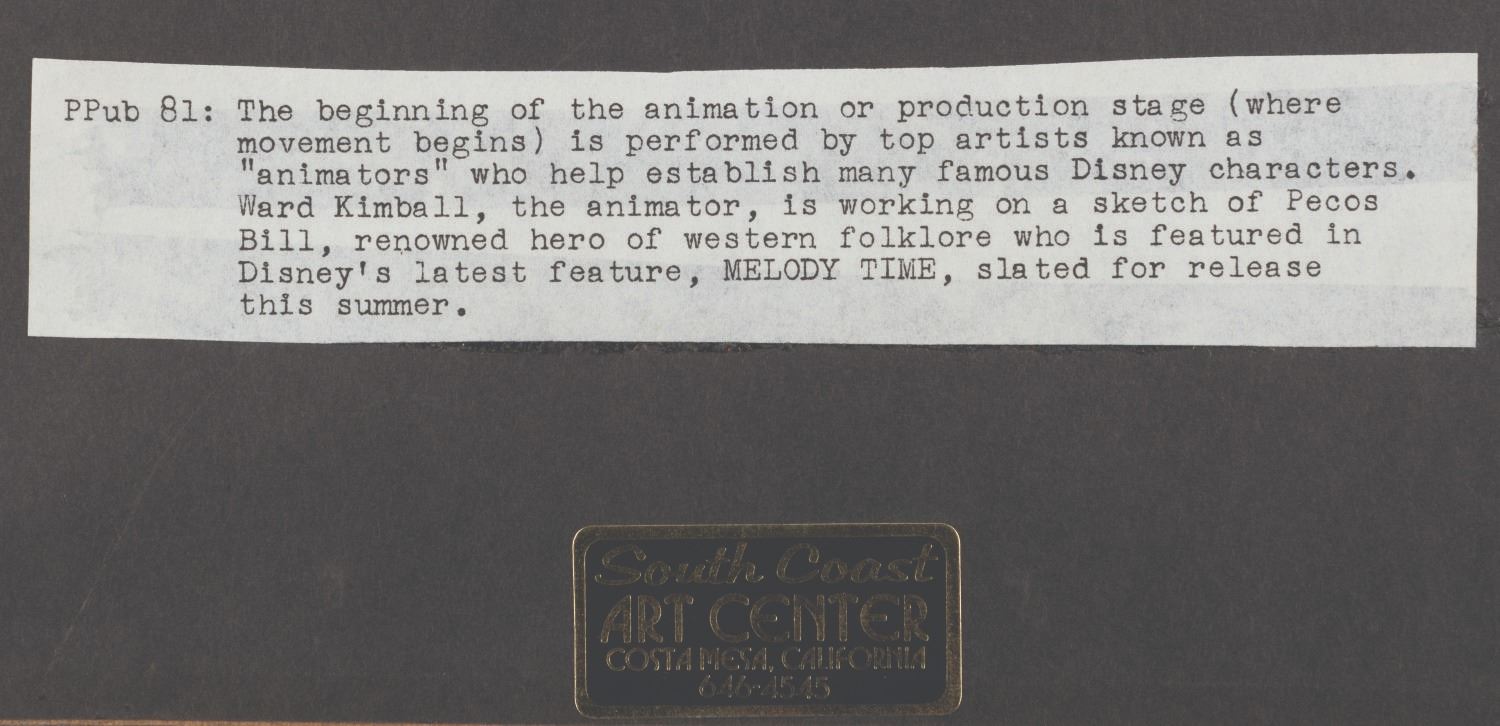 PPub 81: The beginning of the animation or production stage (where
movement begins) is performed by top artists known as
"animators" who help establish many famous Disney characters.
Ward Kimball, the animator, is working on a sketch of Pecos
Bill, renowned hero of western folklore who is featured in
Disney's latest feature, MELODY TIME, slated for release
this summer.
South Coast
ART CENTER
COSTA MESA, CALIFORNIA
646-4545